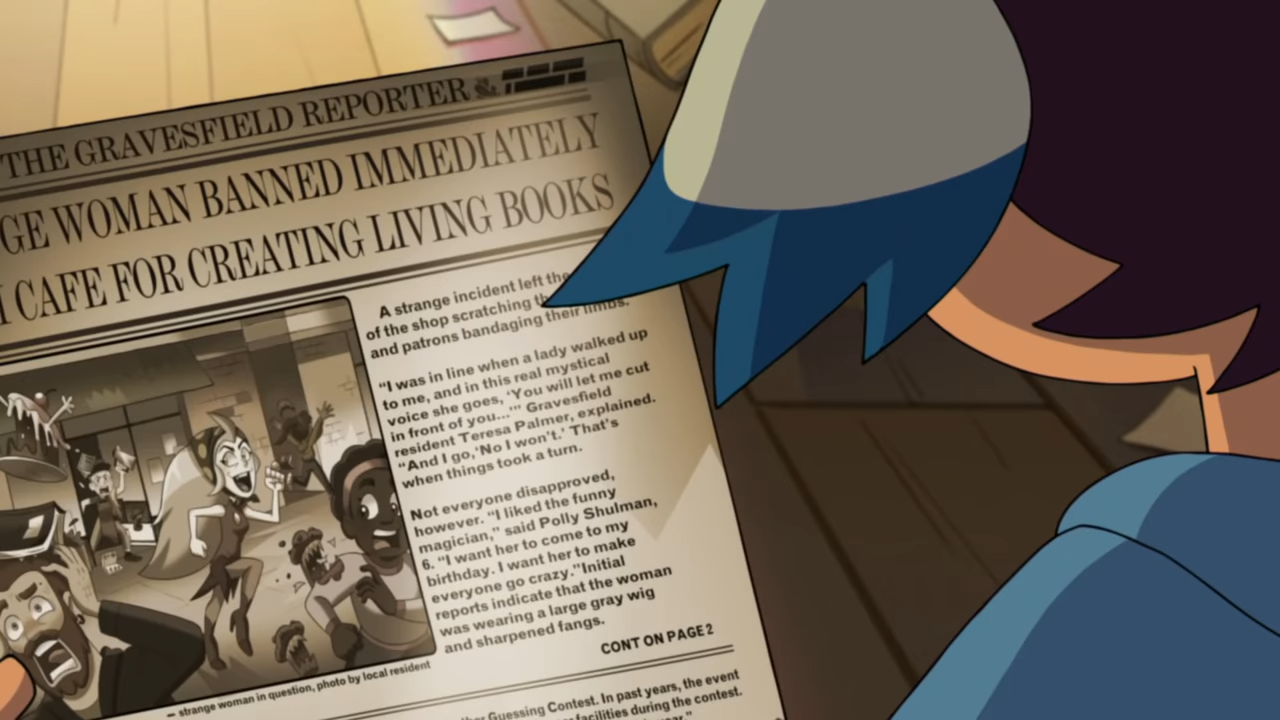 THE GRAVESFIELD REPORTER
GE WOMAN BANNED IMMEDIATELY
CAFE FOR CREATING LIVING BOOKS
A strange incident left the
of the shop scratching
and patrons bandaging their limbs.
“I was in line when a lady walked up
to me, and in this real mystical
voice she goes, ‘You will let me cut
in front of you...’” Gravesfield
resident Teresa Palmer, explained.
“And I go,‘No I won’t.’ That’s
when things took a turn.
Not everyone disapproved,
however. “I liked the funny
magician,” said Polly Shulman,
6. “I want her to come to my
birthday. I want her to make
everyone go crazy.”Initial
reports indicate that the woman
was wearing a large gray wig
and sharpened fangs.
CONT ON PAGE 2
– strange woman in question, photo by local resident
Guessing Contest. In past years, the event
facilities during the contest.